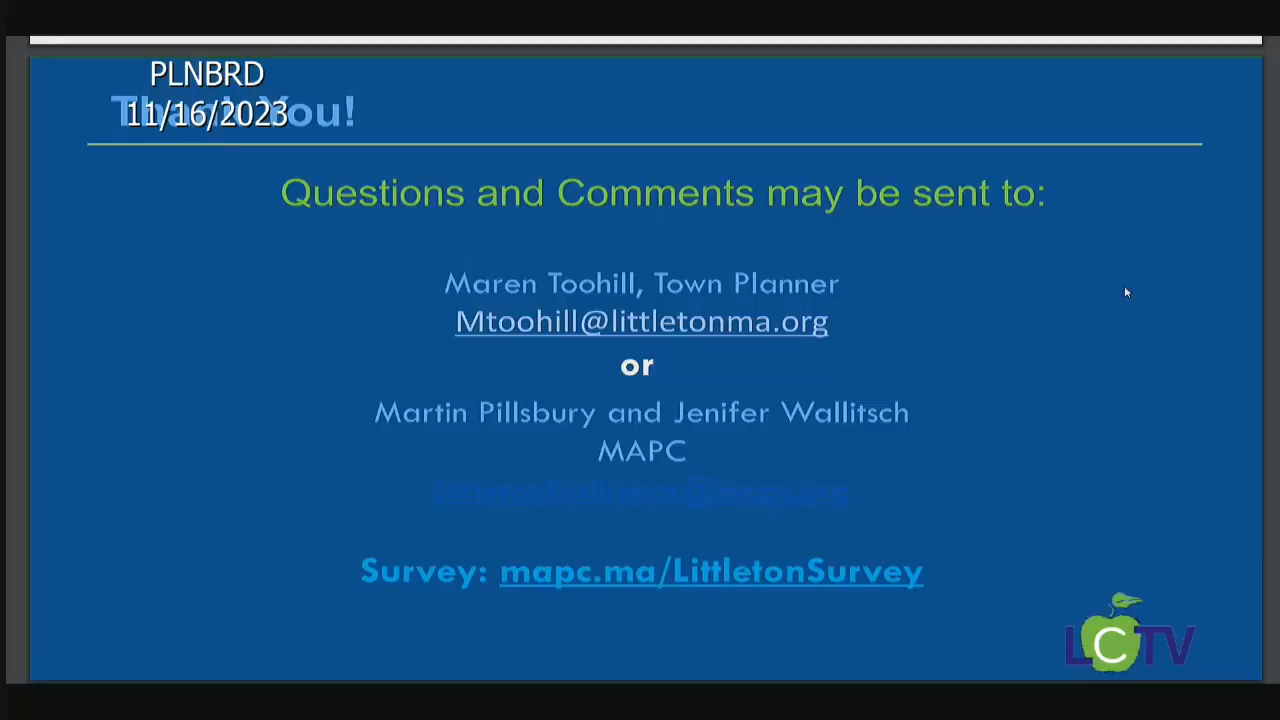 PLNBRD
11/16/2023
Thank You!
Questions and Comments may be sent to:
Maren Toohill, Town Planner
Mtoohill@littletonma.org
or
Martin Pillsbury and Jenifer Wallitsch
MAPC
Survey: mapc.ma/LittletonSurvey
LCTV